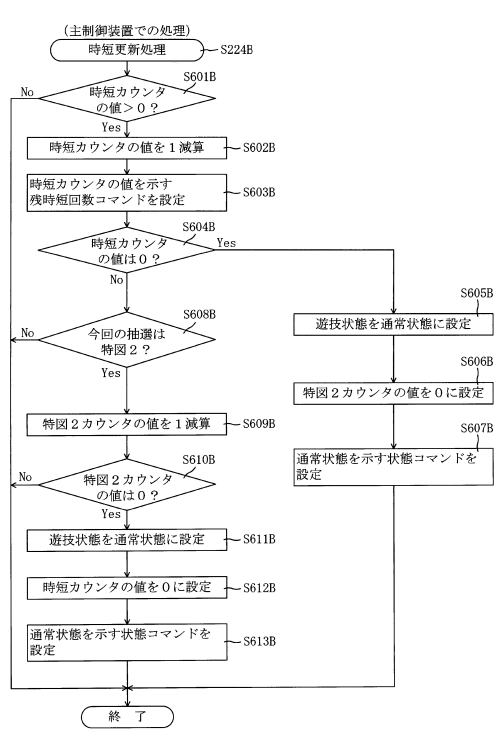 （主制御装置での処理）
時短更新処理
S224B
S601B
時短カウンタ
の値＞０？
No
Yes
時短カウンタの値を１減算
S602B
時短カウンタの値を示す
残時短回数コマンドを設定
S603B
S604B
時短カウンタ
の値は０？
Yes
No
S605B
遊技状態を通常状態に設定
S606B
特図２カウンタの値を０に設定
S607B
通常状態を示す状態コマンドを
設定
S608B
今回の抽選は
特図２？
No
Yes
特図２カウンタの値を１減算
S609B
S610B
特図２カウンタ
の値は０？
No
Yes
遊技状態を通常状態に設定
S611B
時短カウンタの値を０に設定
S612B
通常状態を示す状態コマンドを
設定
S613B
終　了